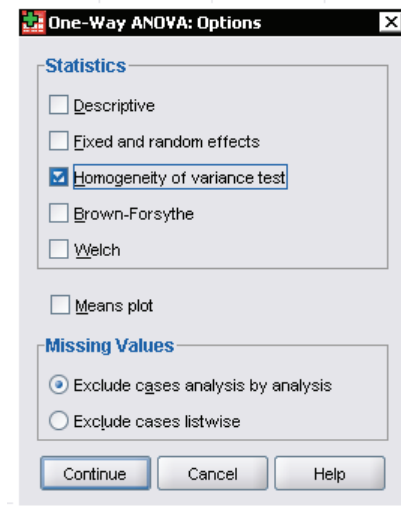 One-Way ANOVA: Options
Statistics
Descriptive
Fixed and random effects
Homogeneity of variance test
Brown-Forsythe
Welch
Means plot
Missing Values
Exclude cases analysis by analysis
Exclude cases listwise
Continue Cancel Help